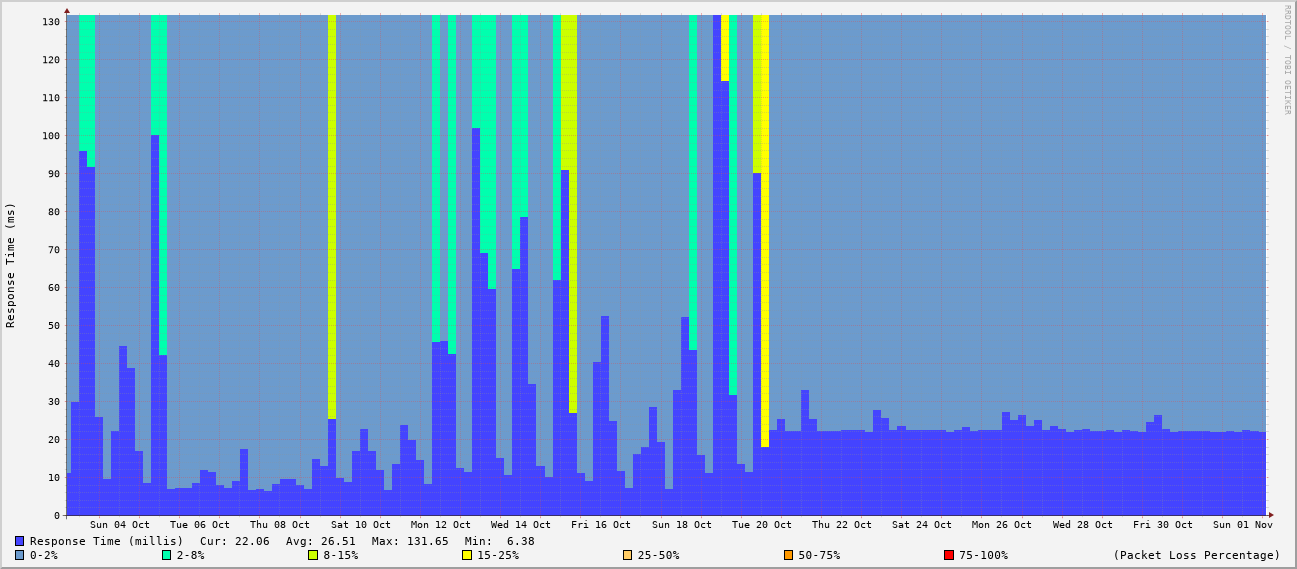 RRDTOOL / TOBI OETIKER
Response Time (ms)
130
120
110
100
90
80
70
60
50
40
30
20
10
0
Sun 04 Oct Tue 06 Oct Thu 08 Oct Sat 10 Oct Mon 12 Oct Wed 14 Oct Fri 16 Oct Sun 18 Oct Tue 20 Oct Thu 22 Oct Sat 24 Oct Mon 26 Oct Wed 28 Oct Fri 30 Oct Sun 01 Nov
Response Time (millis) Cur: 22.06 Avg: 26.51 Max: 131.65 Min: 6.38
0-2% 2-8% 8-15% 15-25% 25-50% 50-75% 75-100% (Packet Loss Percentage)